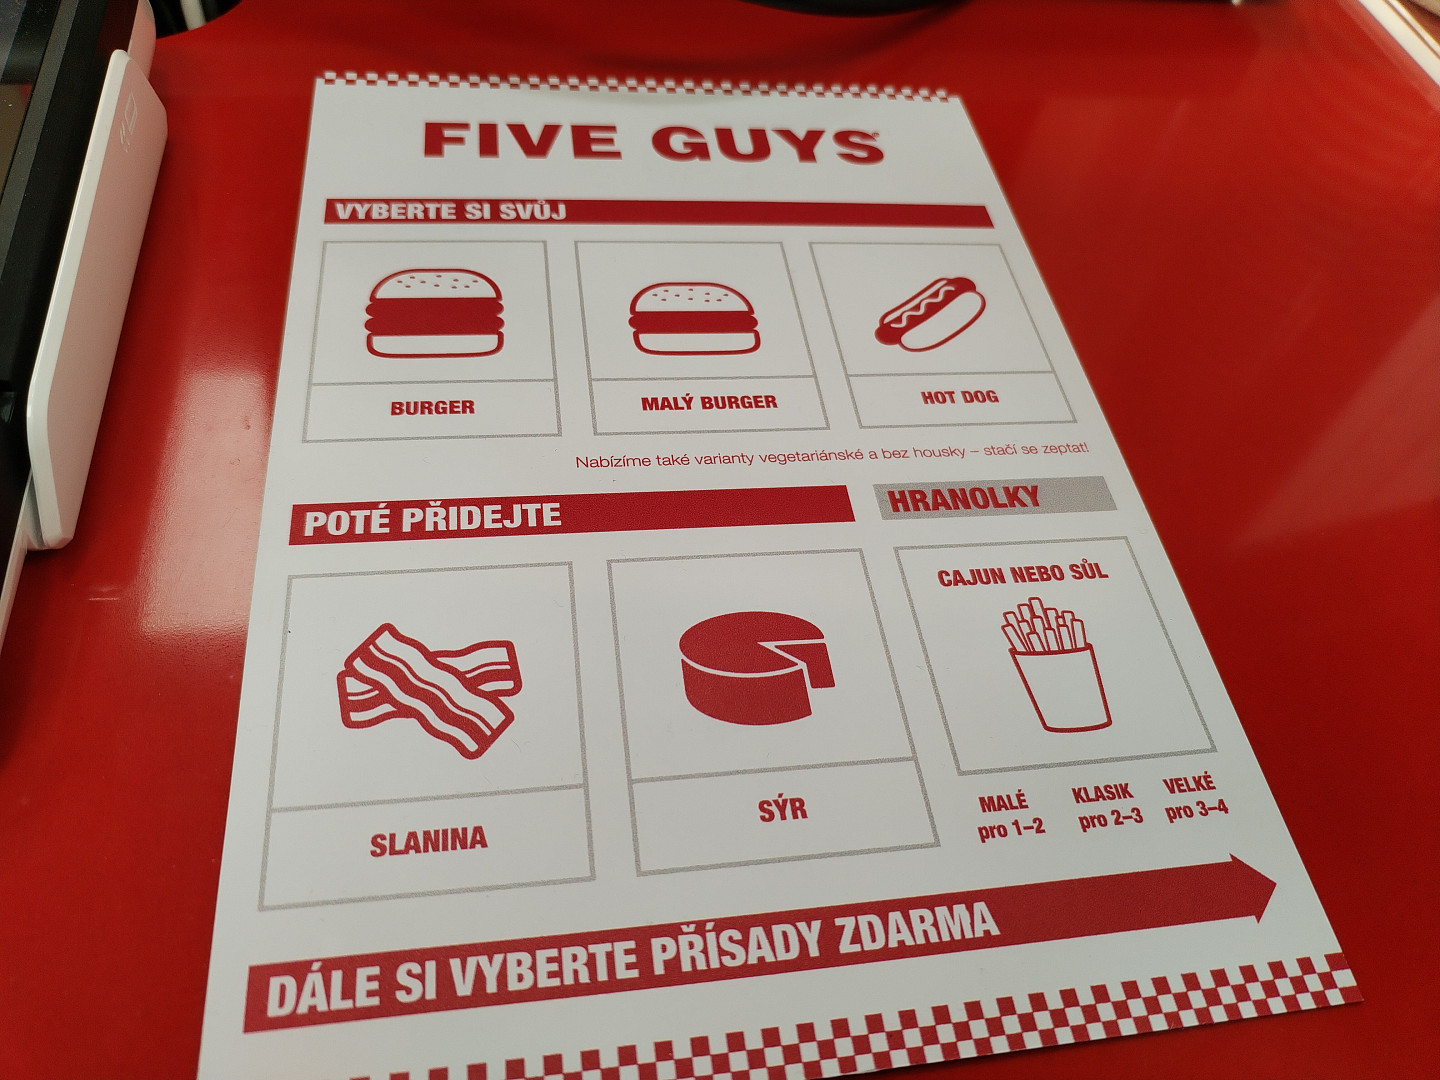 FIVE GUYS®
VYBERTE SI SVŮJ
BURGER
MALÝ BURGER
HOT DOG
Nabízíme také varianty vegetariánské a bez housky – stačí se zeptat!
POTÉ PŘIDEJTE
HRANOLKY
CAJUN NEBO SŮL
SLANINA
SÝR
MALÉ
pro 1–2
KLASIK
pro 2–3
VELKÉ
pro 3–4
DÁLE SI VYBERTE PŘÍSADY ZDARMA